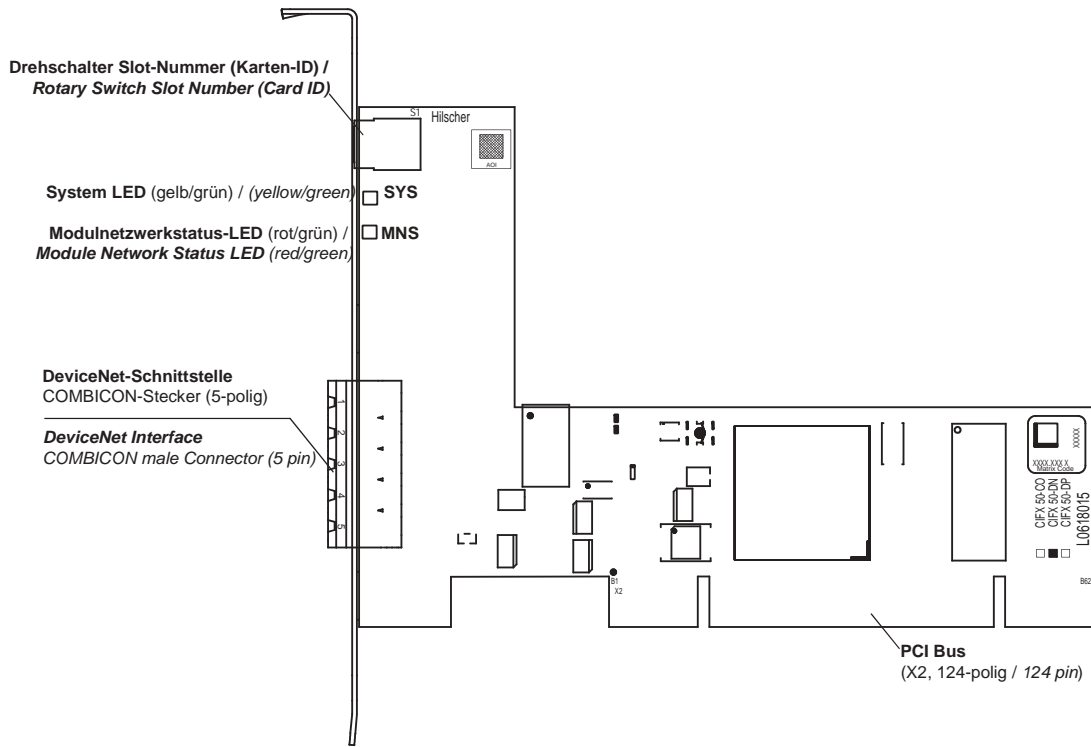 Drehschalter Slot-Nummer (Karten-ID) /
Rotary Switch Slot Number (Card ID)
S1
Hilscher
AOI
System LED (gelb/grün) / (yellow/green)
SYS
Modulnetzwerkstatus-LED (rot/grün) /
Module Network Status LED (red/green)
MNS
DeviceNet-Schnittstelle
COMBICON-Stecker (5-polig)
DeviceNet Interface
COMBICON male Connector (5 pin)
1
2
3
4
5
XXXXX
XXXX.XXX X
Matrix Code
CIFX 50-CO
CIFX 50-DN
CIFX 50-DP
L0618015
B1
X2
B62
PCI Bus
(X2, 124-polig / 124 pin)